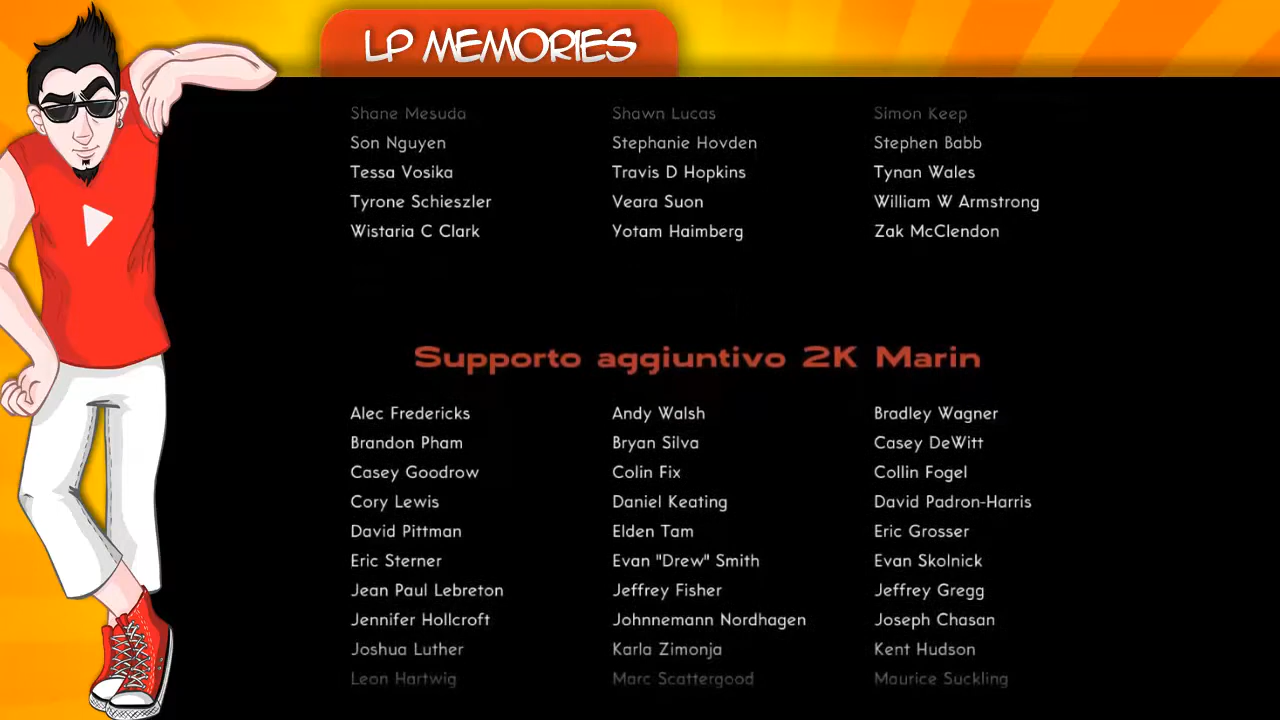 LP MEMORIES
Shane Mesuda Shawn Lucas Simon Keep
Son Nguyen Stephanie Hovden Stephen Babb
Tessa Vosika Travis D Hopkins Tynan Wales
Tyrone Schieszler Veara Suon William W Armstrong
Wistaria C Clark Yotam Haimberg Zak McClendon
Supporto aggiuntivo 2K Marin
Alec Fredericks Andy Walsh Bradley Wagner
Brandon Pham Bryan Silva Casey DeWitt
Casey Goodrow Colin Fix Collin Fogel
Cory Lewis Daniel Keating David Padron-Harris
David Pittman Elden Tam Eric Grosser
Eric Sterner Evan "Drew" Smith Evan Skolnick
Jean Paul Lebreton Jeffrey Fisher Jeffrey Gregg
Jennifer Hollcroft Johnnemann Nordhagen Joseph Chasan
Joshua Luther Karla Zimonja Kent Hudson
Leon Hartwig Marc Scattergood Maurice Suckling